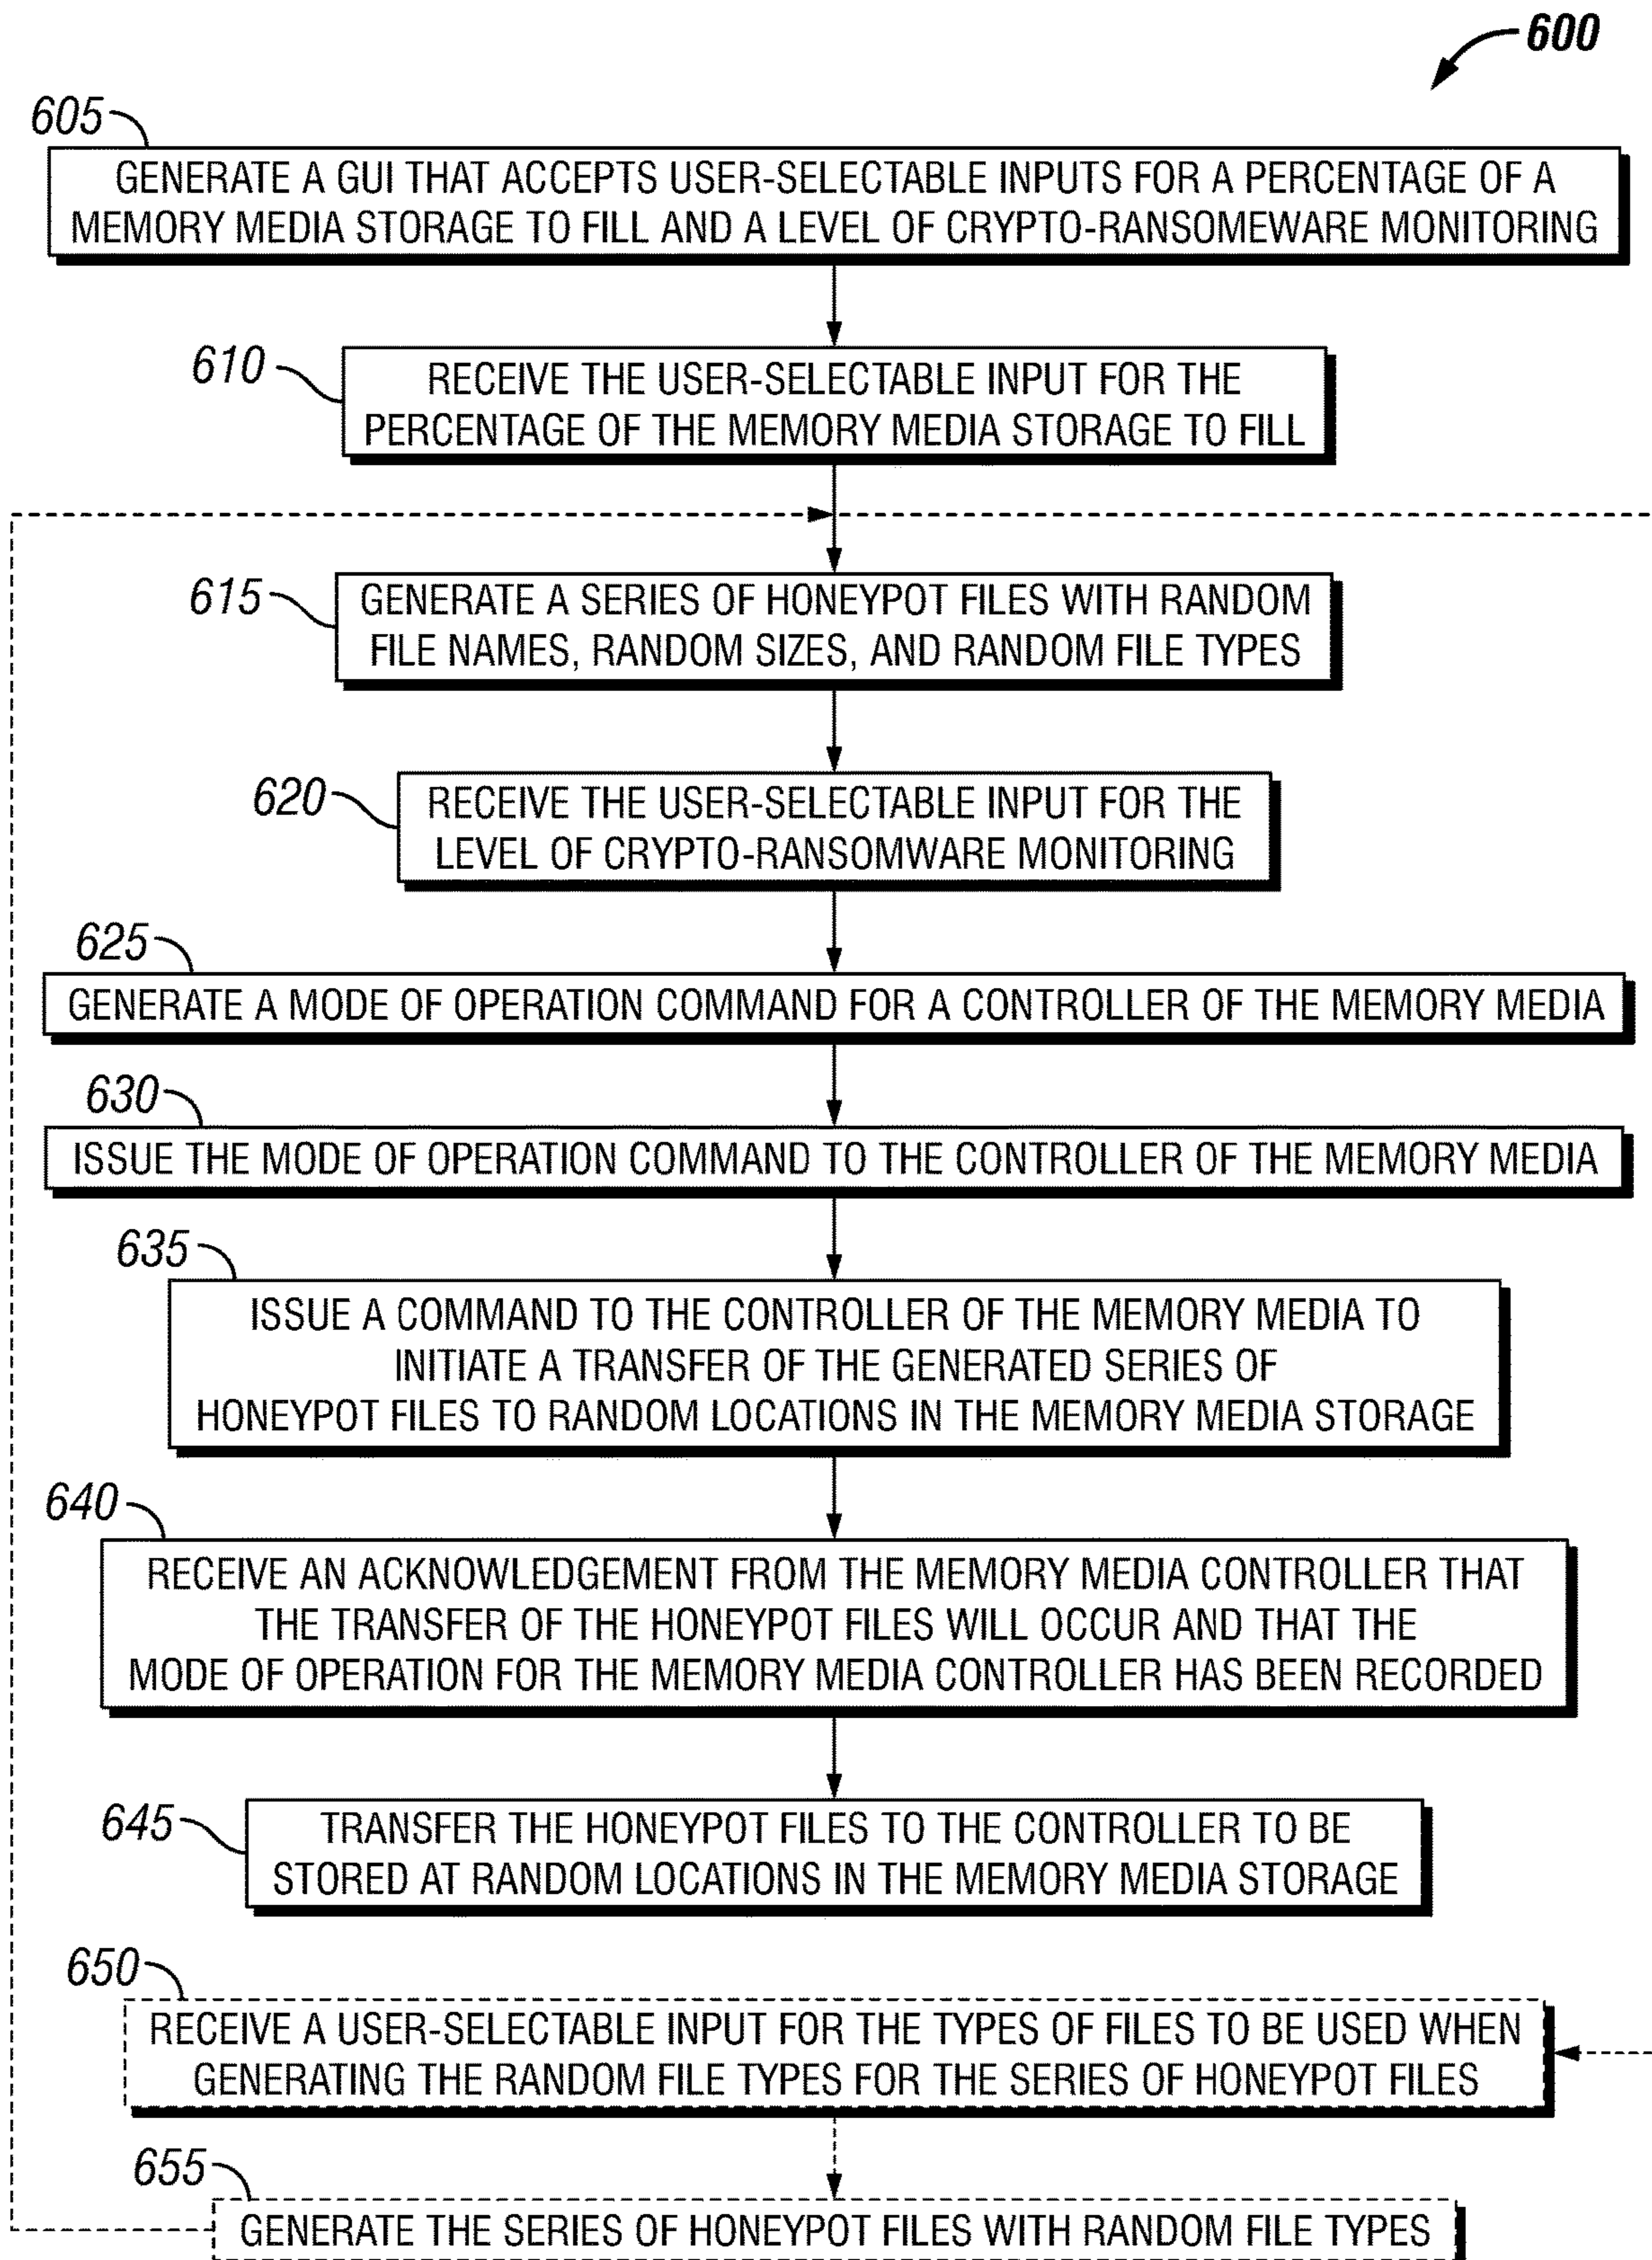 600
605
GENERATE A GUI THAT ACCEPTS USER-SELECTABLE INPUTS FOR A PERCENTAGE OF A
MEMORY MEDIA STORAGE TO FILL AND A LEVEL OF CRYPTO-RANSOMEWARE MONITORING
610
RECEIVE THE USER-SELECTABLE INPUT FOR THE
PERCENTAGE OF THE MEMORY MEDIA STORAGE TO FILL
615
GENERATE A SERIES OF HONEYPOT FILES WITH RANDOM
FILE NAMES, RANDOM SIZES, AND RANDOM FILE TYPES
620
RECEIVE THE USER-SELECTABLE INPUT FOR THE
LEVEL OF CRYPTO-RANSOMWARE MONITORING
625
GENERATE A MODE OF OPERATION COMMAND FOR A CONTROLLER OF THE MEMORY MEDIA
630
ISSUE THE MODE OF OPERATION COMMAND TO THE CONTROLLER OF THE MEMORY MEDIA
635
ISSUE A COMMAND TO THE CONTROLLER OF THE MEMORY MEDIA TO
INITIATE A TRANSFER OF THE GENERATED SERIES OF
HONEYPOT FILES TO RANDOM LOCATIONS IN THE MEMORY MEDIA STORAGE
640
RECEIVE AN ACKNOWLEDGEMENT FROM THE MEMORY MEDIA CONTROLLER THAT
THE TRANSFER OF THE HONEYPOT FILES WILL OCCUR AND THAT THE
MODE OF OPERATION FOR THE MEMORY MEDIA CONTROLLER HAS BEEN RECORDED
645
TRANSFER THE HONEYPOT FILES TO THE CONTROLLER TO BE
STORED AT RANDOM LOCATIONS IN THE MEMORY MEDIA STORAGE
650
RECEIVE A USER-SELECTABLE INPUT FOR THE TYPES OF FILES TO BE USED WHEN
GENERATING THE RANDOM FILE TYPES FOR THE SERIES OF HONEYPOT FILES
655
GENERATE THE SERIES OF HONEYPOT FILES WITH RANDOM FILE TYPES